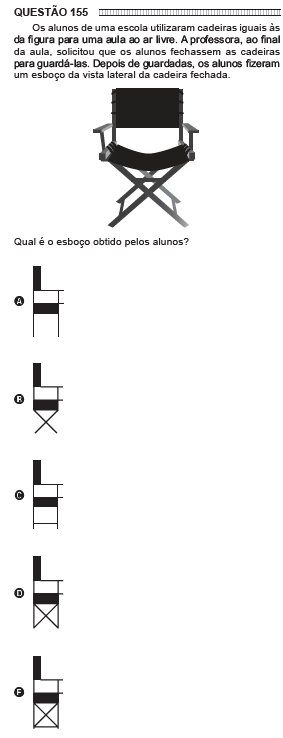 QUESTÃO 155
Os alunos de uma escola utilizaram cadeiras iguais às
da figura para uma aula ao ar livre. A professora, ao final
da aula, solicitou que os alunos fechassem as cadeiras
para guardá-las. Depois de guardadas, os alunos fizeram
um esboço da vista lateral da cadeira fechada.
Qual é o esboço obtido pelos alunos?
A
B
C
D
E